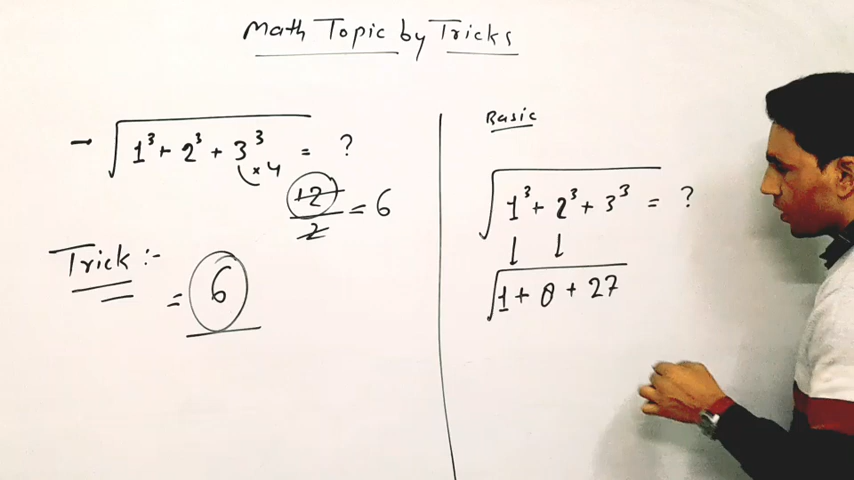 Math Topic by Tricks
- √1³ + 2³ + 3³ = ?
× 4
12/2 = 6
Trick :-
= 6
Basic
√1³ + 2³ + 3³ = ?
↓ ↓
√1 + 8 + 27